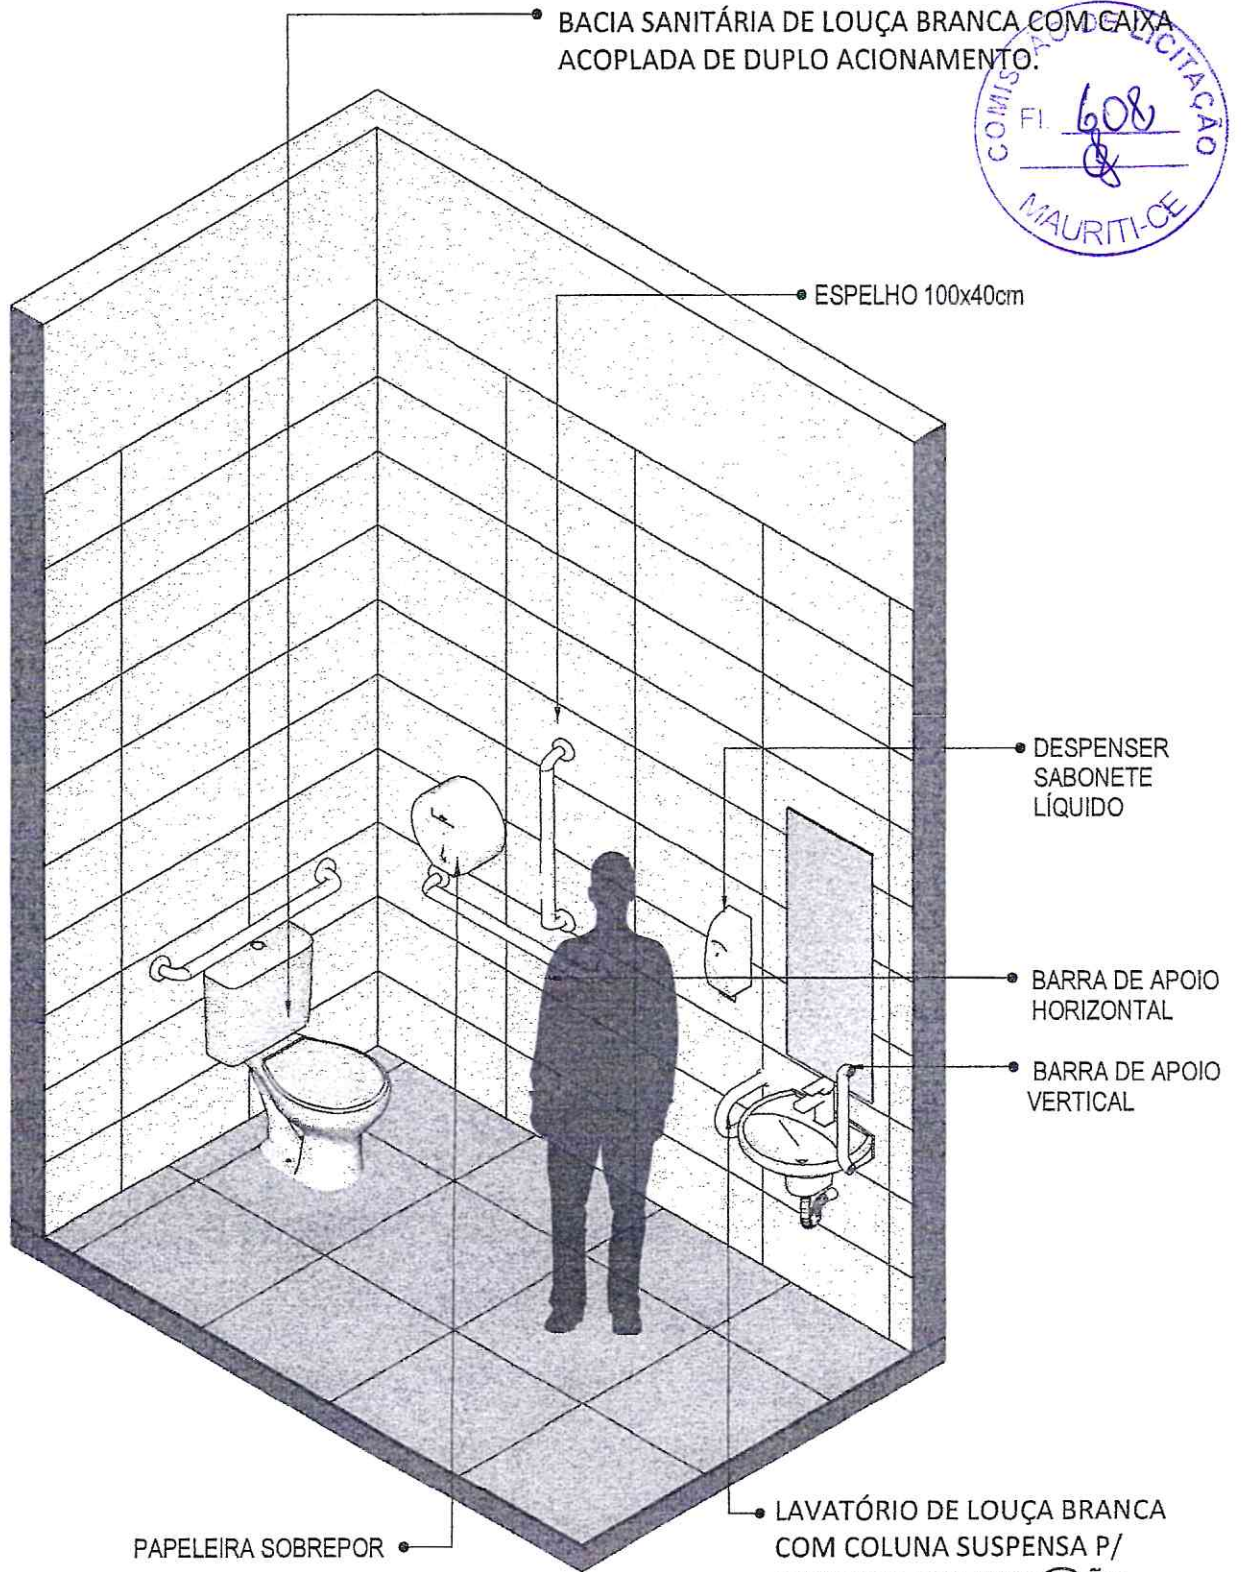 BACIA SANITÁRIA DE LOUÇA BRANCA COM CAIXA
ACOPLADA DE DUPLO ACIONAMENTO.
COMISSÃO DE LICITAÇÃO
Fl. 608
MAURITI-CE
ESPELHO 100x40cm
DESPENSER
SABONETE
LÍQUIDO
BARRA DE APOIO
HORIZONTAL
BARRA DE APOIO
VERTICAL
LAVATÓRIO DE LOUÇA BRANCA
COM COLUNA SUSPENSA P/
PAPELEIRA SOBREPOR